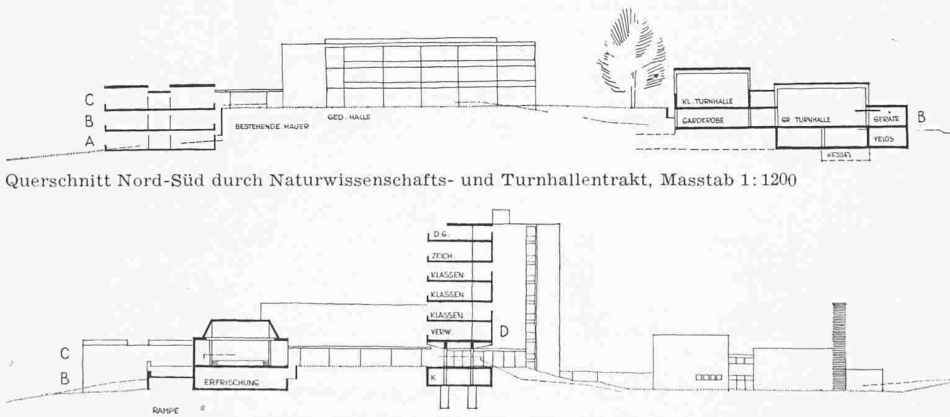 C
B
A
BESTEHENDE MAUER
GED. HALLE
KL. TURNHALLE
GARDEROBE
GR. TURNHALLE
GERÄTE
B
VELOS
KESSEL
Querschnitt Nord-Süd durch Naturwissenschafts- und Turnhallentrakt, Masstab 1:1200
D.G.
ZEICH.
KLASSEN
KLASSEN
KLASSEN
VERW.
D
C
B
ERFRISCHUNG
K
RAMPE